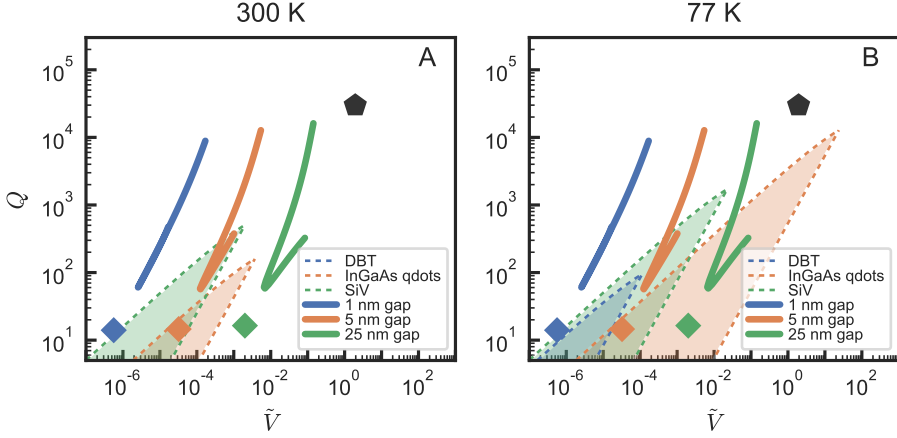 300 K
77 K
A
B
10^5
10^4
10^3
10^2
10^1
Q
DBT
InGaAs qdots
SiV
1 nm gap
5 nm gap
25 nm gap
10^-6
10^-4
10^-2
10^0
10^2
Ṽ
10^5
10^4
10^3
10^2
10^1
DBT
InGaAs qdots
SiV
1 nm gap
5 nm gap
25 nm gap
10^-6
10^-4
10^-2
10^0
10^2
Ṽ